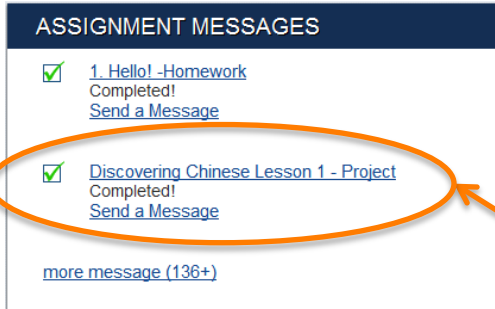 ASSIGNMENT MESSAGES
1. Hello! -Homework
Completed!
Send a Message
Discovering Chinese Lesson 1 - Project
Completed!
Send a Message
more message (136+)